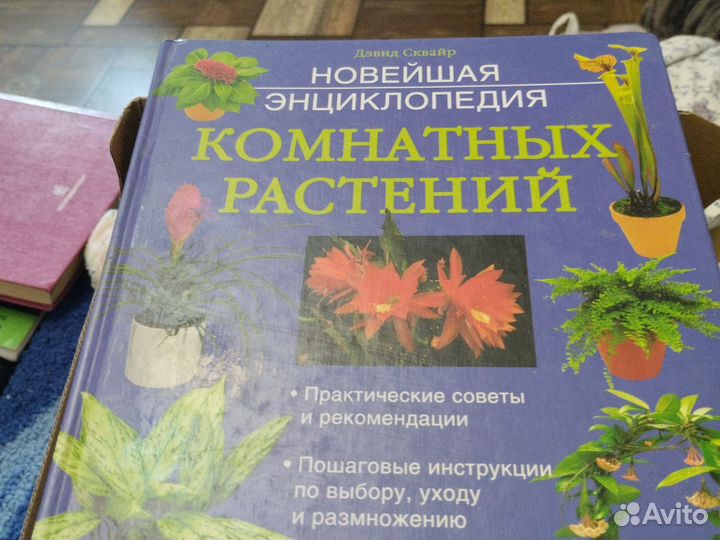 Дэвид Сквайр
НОВЕЙШАЯ
ЭНЦИКЛОПЕДИЯ
КОМНАТНЫХ
РАСТЕНИЙ
• Практические советы
и рекомендации
• Пошаговые инструкции
по выбору, уходу
и размножению
Avito